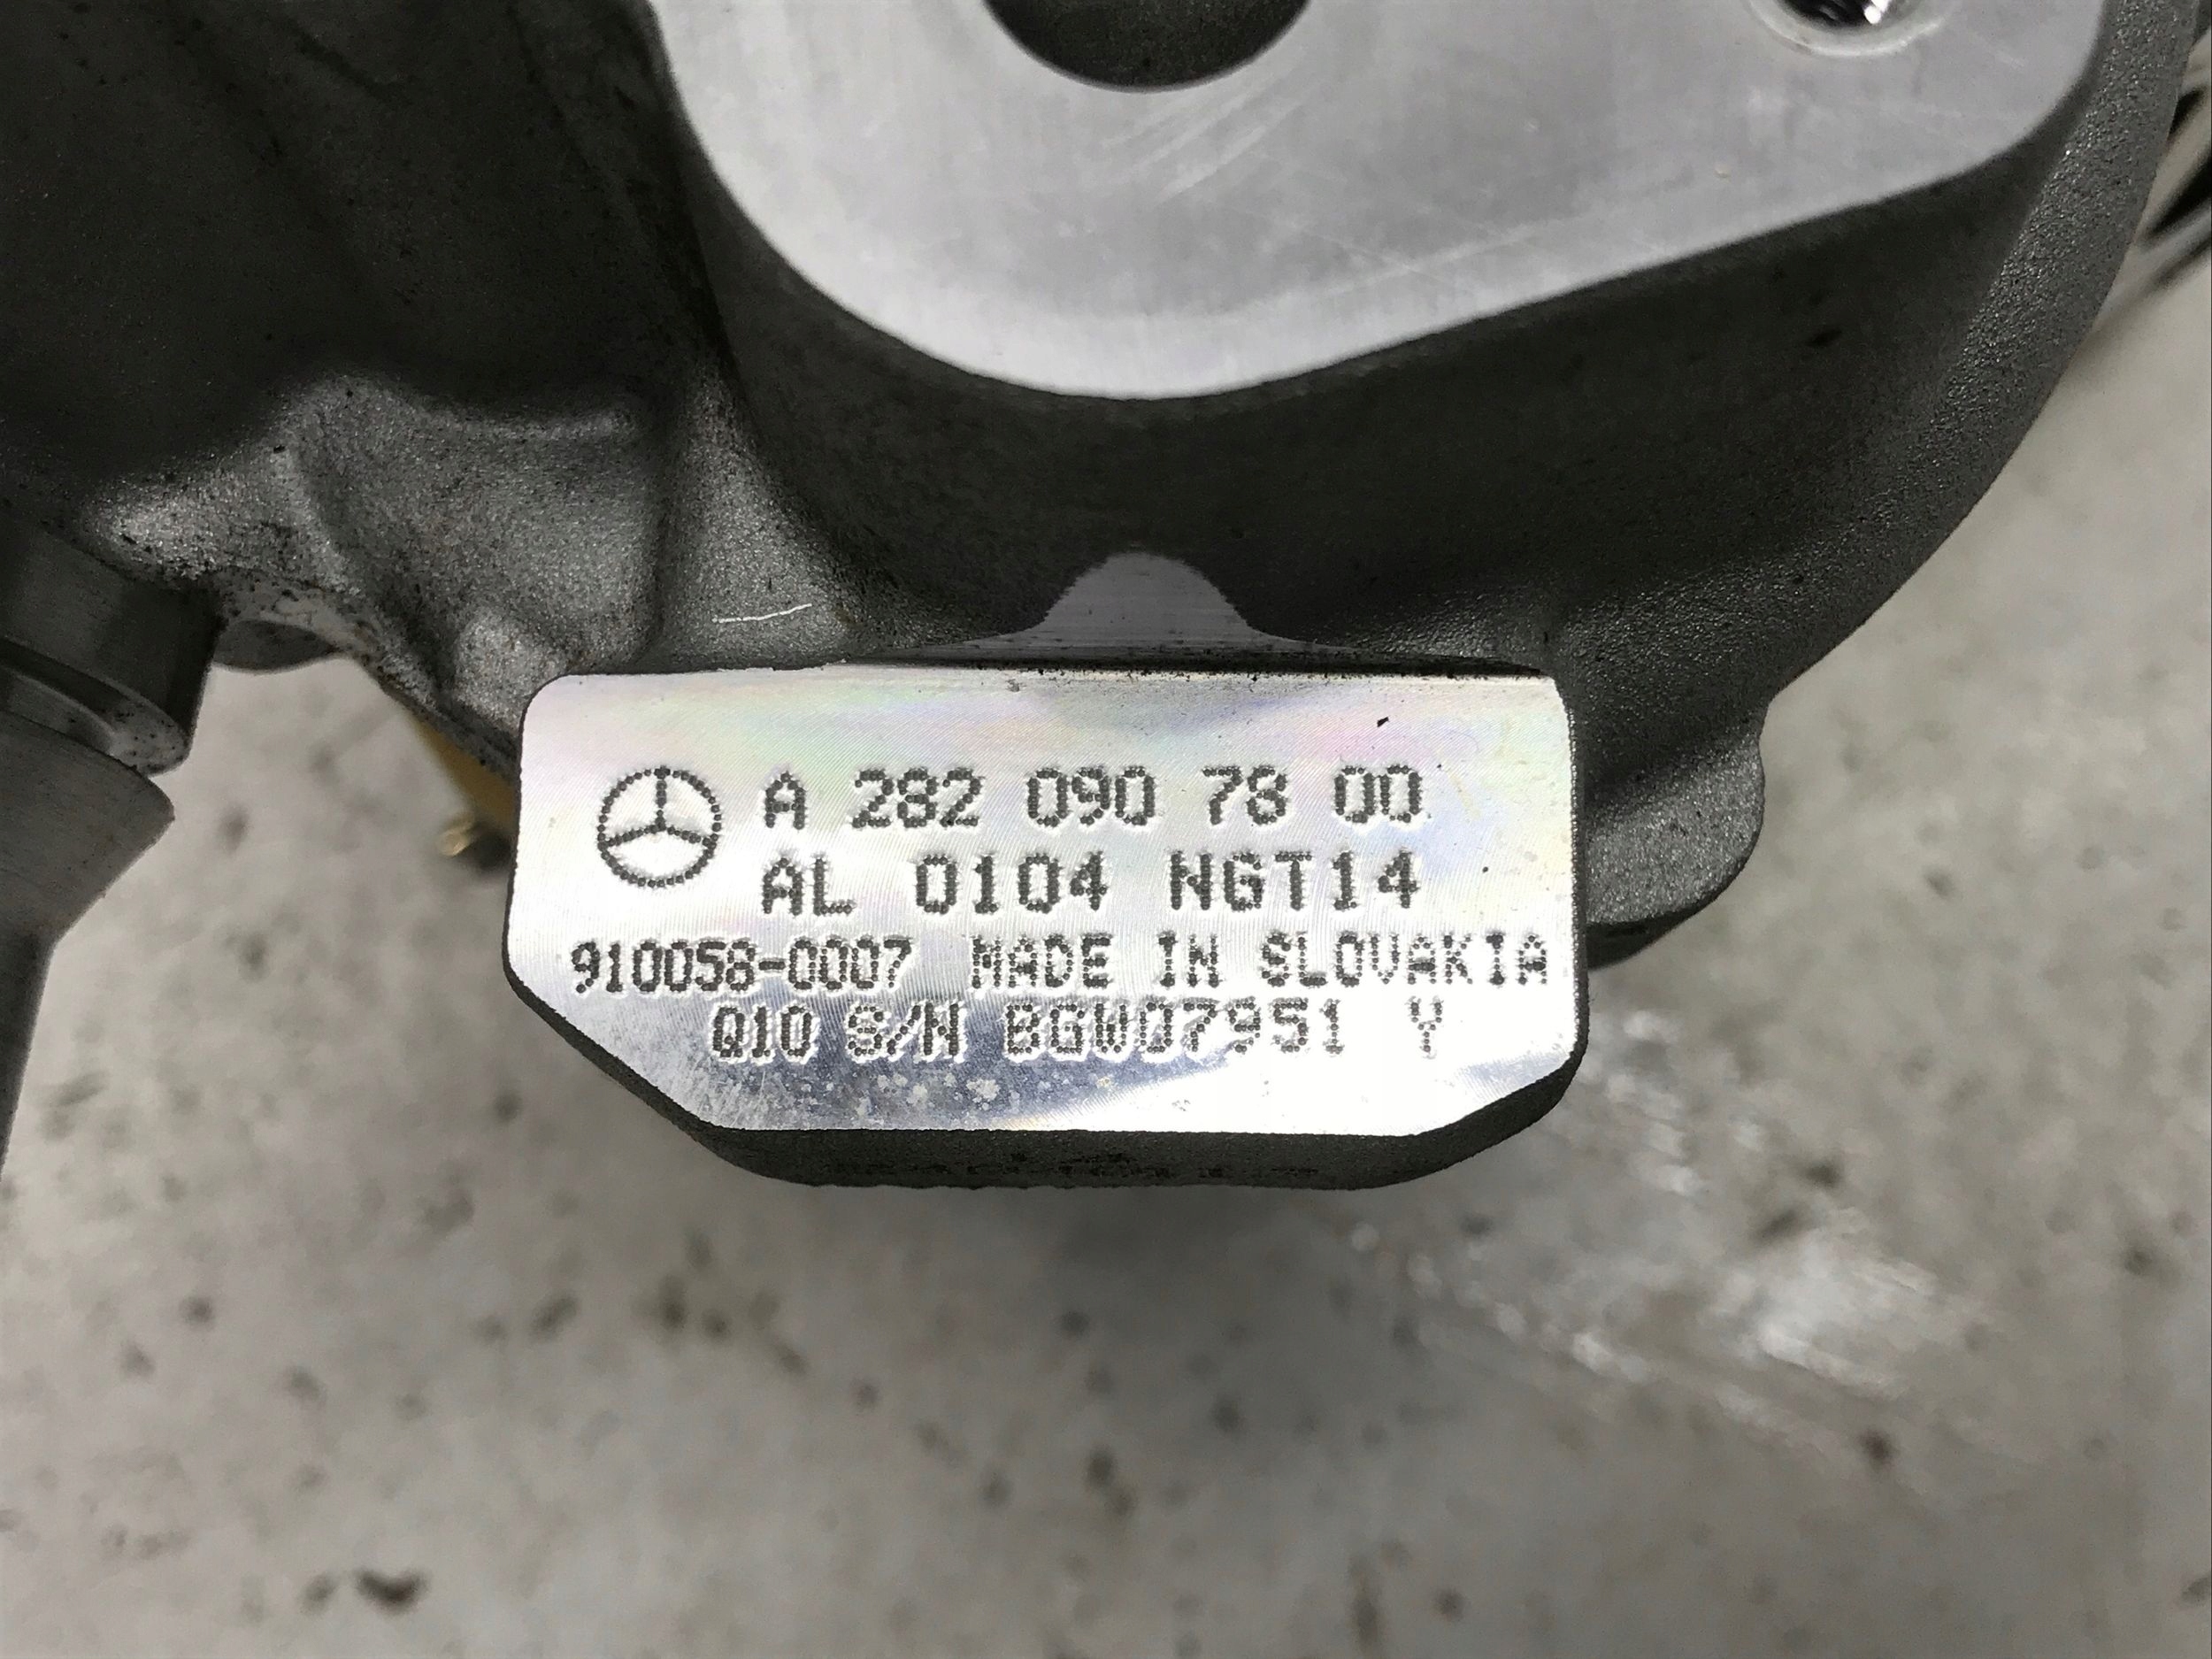 A 282 090 78 00
AL 0104 NGT14
910058-0007 MADE IN SLOVAKIA
Q10 S/N BGW07951 Y